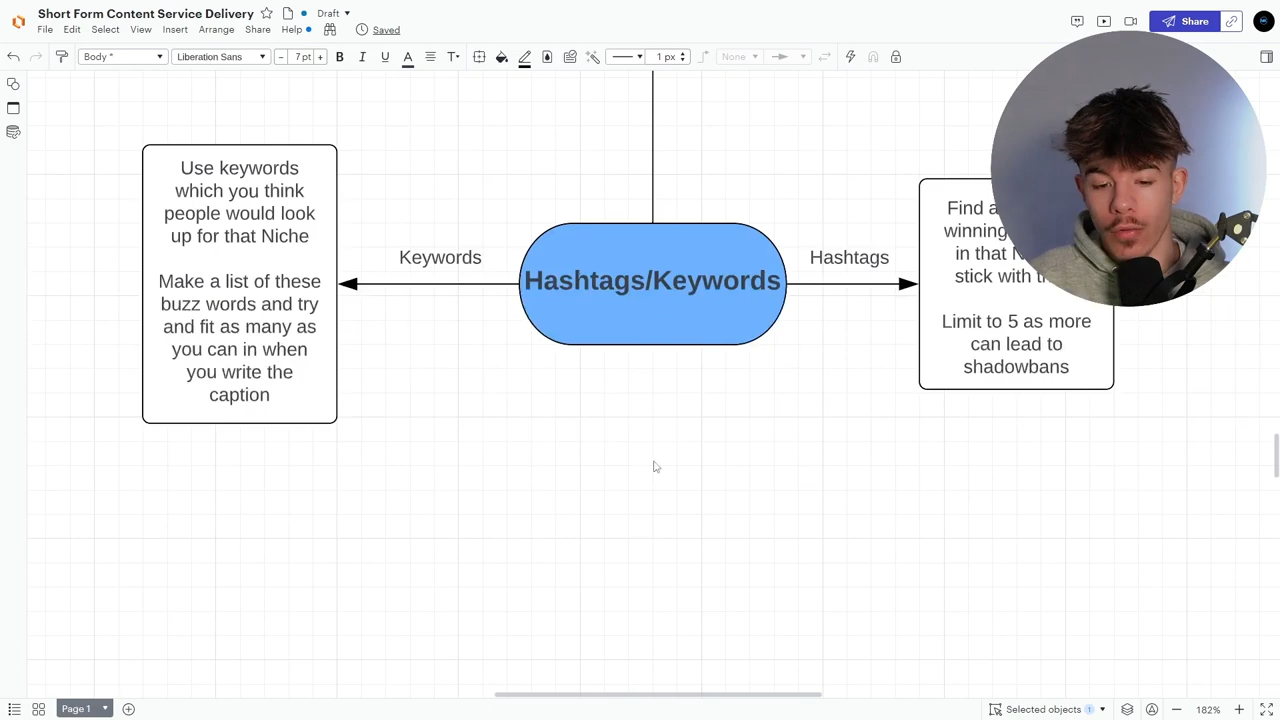 Short Form Content Service Delivery
Draft
File Edit Select View Insert Arrange Share Help
Saved
Share
Body
Liberation Sans
7 pt
B I U A T
1 px
None
Use keywords
which you think
people would look
up for that Niche
Make a list of these
buzz words and try
and fit as many as
you can in when
you write the
caption
Keywords
Hashtags/Keywords
Hashtags
Find
winning
in that
stick with
Limit to 5 as more
can lead to
shadowbans
Page 1
Selected objects 1
182%